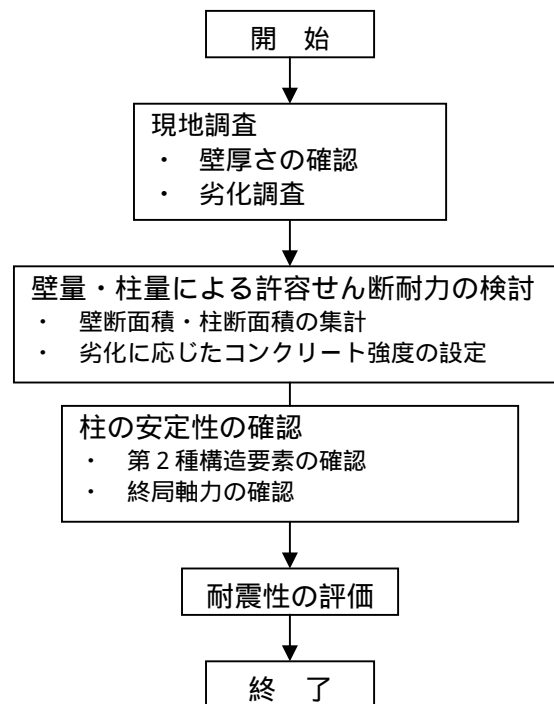 開　始
現地調査
・　壁厚さの確認
・　劣化調査
壁量・柱量による許容せん断耐力の検討
・　壁断面積・柱断面積の集計
・　劣化に応じたコンクリート強度の設定
柱の安定性の確認
・　第２種構造要素の確認
・　終局軸力の確認
耐震性の評価
終　了